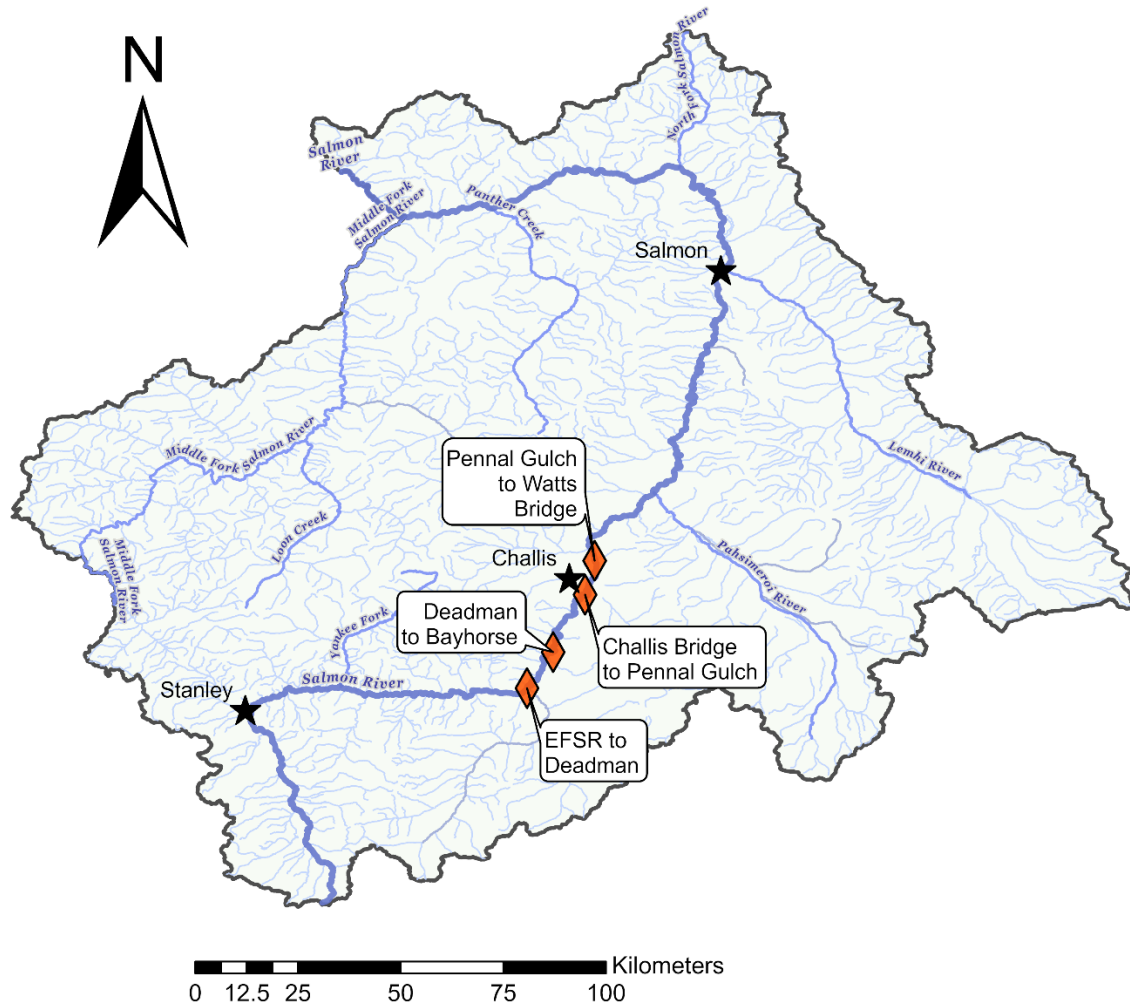 N
North Fork Salmon River
Salmon
River
Middle Fork
Salmon River
Panther Creek
Salmon
Lemhi River
Middle Fork Salmon River
Pennal Gulch
to Watts
Bridge
Loon Creek
Middle Fork
Salmon River
Challis
Pahsimeroi River
Deadman
to Bayhorse
Yankee Fork
Challis Bridge
to Pennal Gulch
Salmon River
Stanley
EFSR to
Deadman
Kilometers
0 12.5 25 50 75 100